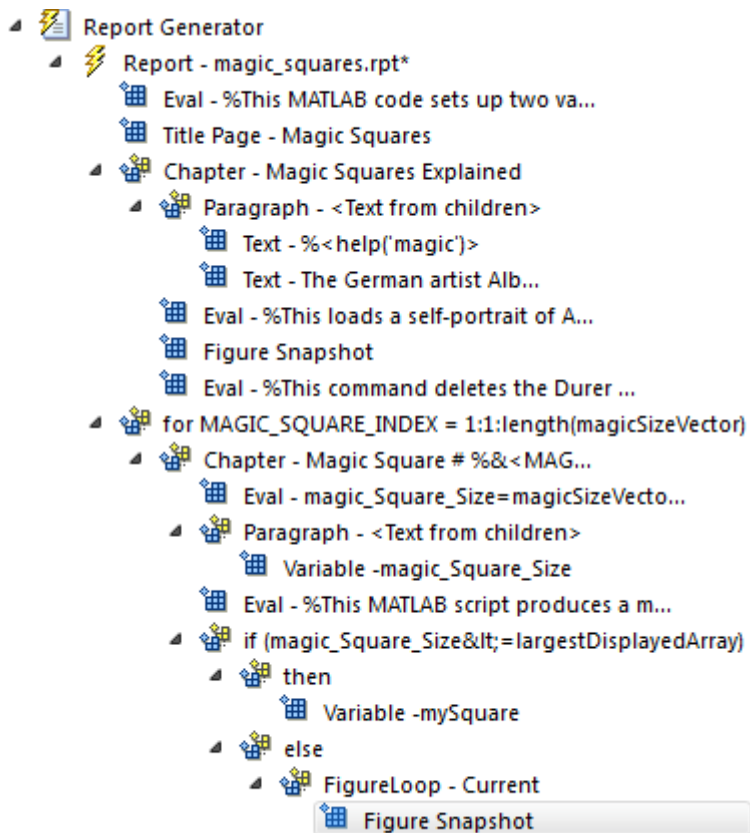 Report Generator
Report - magic_squares.rpt*
Eval - %This MATLAB code sets up two va...
Title Page - Magic Squares
Chapter - Magic Squares Explained
Paragraph - <Text from children>
Text - %<help('magic')>
Text - The German artist Alb...
Eval - %This loads a self-portrait of A...
Figure Snapshot
Eval - %This command deletes the Durer ...
for MAGIC_SQUARE_INDEX = 1:1:length(magicSizeVector)
Chapter - Magic Square # %&<MAG...
Eval - magic_Square_Size=magicSizeVecto...
Paragraph - <Text from children>
Variable -magic_Square_Size
Eval - %This MATLAB script produces a m...
if (magic_Square_Size&lt;=largestDisplayedArray)
then
Variable -mySquare
else
FigureLoop - Current
Figure Snapshot